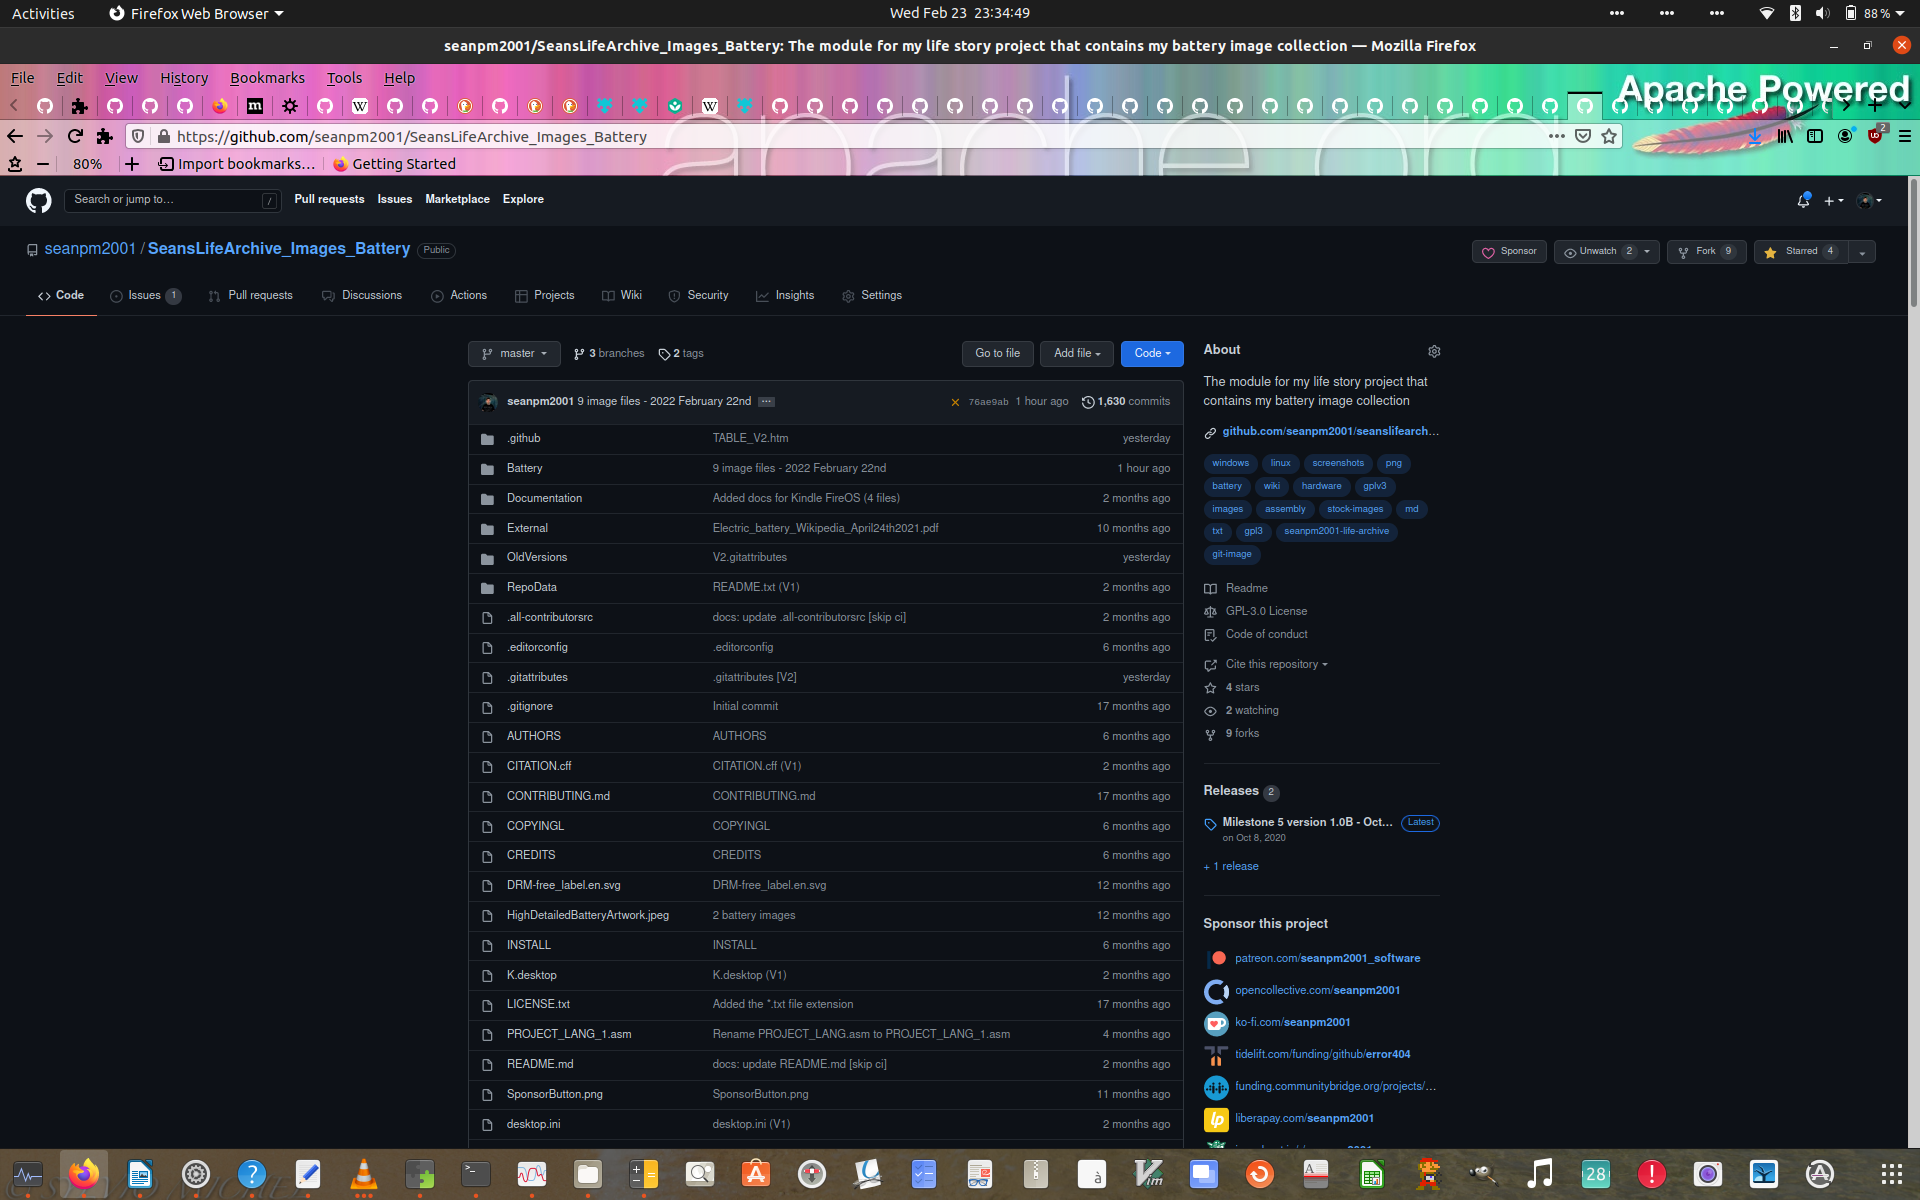 Activities Firefox Web Browser Wed Feb 23 23:34:49 88 %
seanpm2001/SeansLifeArchive_Images_Battery: The module for my life story project that contains my battery image collection — Mozilla Firefox
File Edit View History Bookmarks Tools Help
Apache Powered
https://github.com/seanpm2001/SeansLifeArchive_Images_Battery 2
80% Import bookmarks... Getting Started
apache.org
Search or jump to… / Pull requests Issues Marketplace Explore
seanpm2001 / SeansLifeArchive_Images_Battery Public Sponsor Unwatch 2 Fork 9 Starred 4
Code Issues 1 Pull requests Discussions Actions Projects Wiki Security Insights Settings
master 3 branches 2 tags Go to file Add file Code
seanpm2001 9 image files - 2022 February 22nd ... 76ae9ab 1 hour ago 1,630 commits
.github TABLE_V2.htm yesterday
Battery 9 image files - 2022 February 22nd 1 hour ago
Documentation Added docs for Kindle FireOS (4 files) 2 months ago
External Electric_battery_Wikipedia_April24th2021.pdf 10 months ago
OldVersions V2.gitattributes yesterday
RepoData README.txt (V1) 2 months ago
.all-contributorsrc docs: update .all-contributorsrc [skip ci] 2 months ago
.editorconfig .editorconfig 6 months ago
.gitattributes .gitattributes [V2] yesterday
.gitignore Initial commit 17 months ago
AUTHORS AUTHORS 6 months ago
CITATION.cff CITATION.cff (V1) 2 months ago
CONTRIBUTING.md CONTRIBUTING.md 17 months ago
COPYINGL COPYINGL 6 months ago
CREDITS CREDITS 6 months ago
DRM-free_label.en.svg DRM-free_label.en.svg 12 months ago
HighDetailedBatteryArtwork.jpeg 2 battery images 12 months ago
INSTALL INSTALL 6 months ago
K.desktop K.desktop (V1) 2 months ago
LICENSE.txt Added the *.txt file extension 17 months ago
PROJECT_LANG_1.asm Rename PROJECT_LANG.asm to PROJECT_LANG_1.asm 4 months ago
README.md docs: update README.md [skip ci] 2 months ago
SponsorButton.png SponsorButton.png 11 months ago
desktop.ini desktop.ini (V1) 2 months ago
About
The module for my life story project that
contains my battery image collection
github.com/seanpm2001/seanslifearch…
windows linux screenshots png
battery wiki hardware gplv3
images assembly stock-images md
txt gpl3 seanpm2001-life-archive
git-image
Readme
GPL-3.0 License
Code of conduct
Cite this repository
4 stars
2 watching
9 forks
Releases 2
Milestone 5 version 1.0B - Oct… Latest
on Oct 8, 2020
+ 1 release
Sponsor this project
patreon.com/seanpm2001_software
opencollective.com/seanpm2001
ko-fi.com/seanpm2001
tidelift.com/funding/github/error404
funding.communitybridge.org/projects/…
liberapay.com/seanpm2001
28